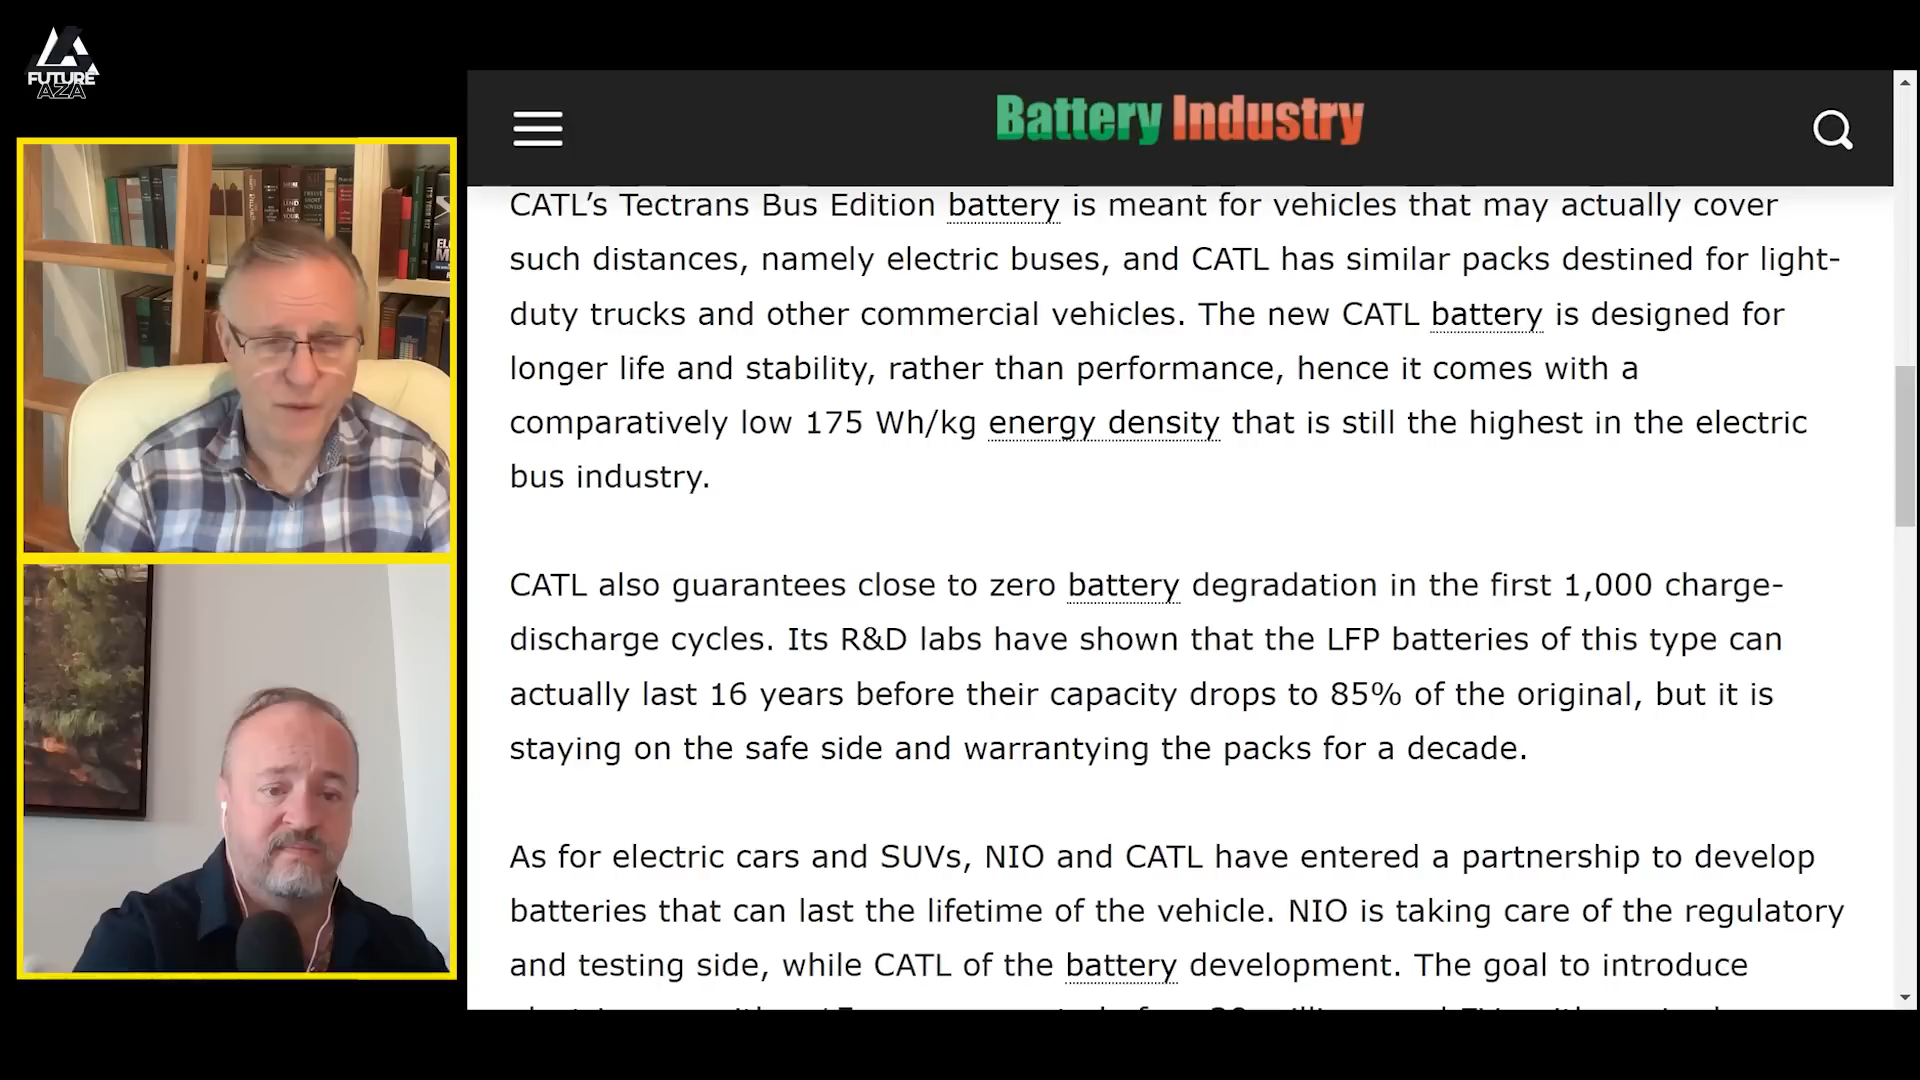 FUTURE
AZA
Battery Industry
CATL’s Tectrans Bus Edition battery is meant for vehicles that may actually cover
such distances, namely electric buses, and CATL has similar packs destined for light-
duty trucks and other commercial vehicles. The new CATL battery is designed for
longer life and stability, rather than performance, hence it comes with a
comparatively low 175 Wh/kg energy density that is still the highest in the electric
bus industry.
CATL also guarantees close to zero battery degradation in the first 1,000 charge-
discharge cycles. Its R&D labs have shown that the LFP batteries of this type can
actually last 16 years before their capacity drops to 85% of the original, but it is
staying on the safe side and warrantying the packs for a decade.
As for electric cars and SUVs, NIO and CATL have entered a partnership to develop
batteries that can last the lifetime of the vehicle. NIO is taking care of the regulatory
and testing side, while CATL of the battery development. The goal to introduce